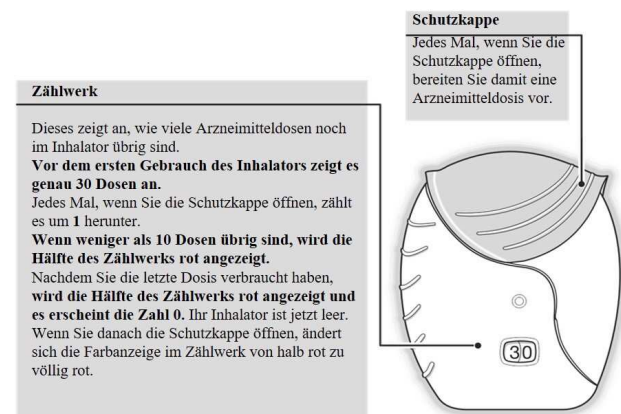 Schutzkappe
Jedes Mal, wenn Sie die
Schutzkappe öffnen,
bereiten Sie damit eine
Arzneimitteldosis vor.
Zählwerk
Dieses zeigt an, wie viele Arzneimitteldosen noch
im Inhalator übrig sind.
Vor dem ersten Gebrauch des Inhalators zeigt es
genau 30 Dosen an.
Jedes Mal, wenn Sie die Schutzkappe öffnen, zählt
es um 1 herunter.
Wenn weniger als 10 Dosen übrig sind, wird die
Hälfte des Zählwerks rot angezeigt.
Nachdem Sie die letzte Dosis verbraucht haben,
wird die Hälfte des Zählwerks rot angezeigt und
es erscheint die Zahl 0. Ihr Inhalator ist jetzt leer.
Wenn Sie danach die Schutzkappe öffnen, ändert
sich die Farbanzeige im Zählwerk von halb rot zu
völlig rot.
30